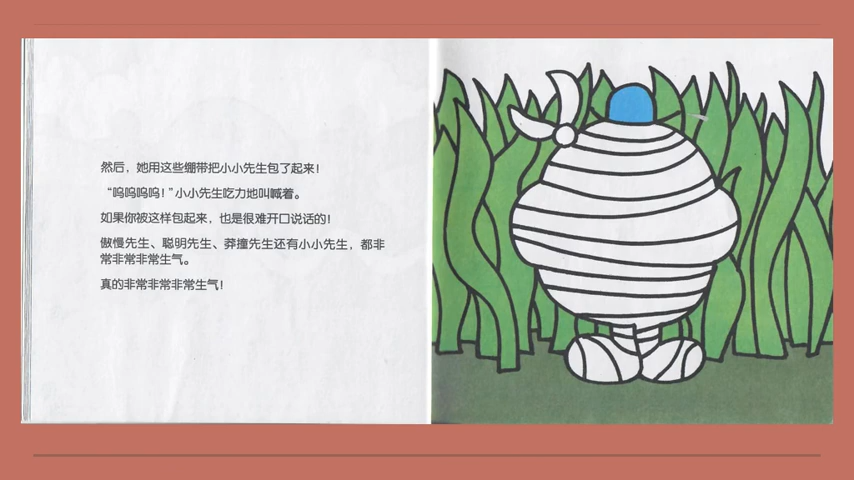 然后，她用这些绷带把小小先生包了起来！
“呜呜呜呜！”小小先生吃力地叫喊着。
如果你被这样包起来，也是很难开口说话的！
傲慢先生、聪明先生、莽撞先生还有小小先生，都非
常非常非常生气。
真的非常非常非常生气！